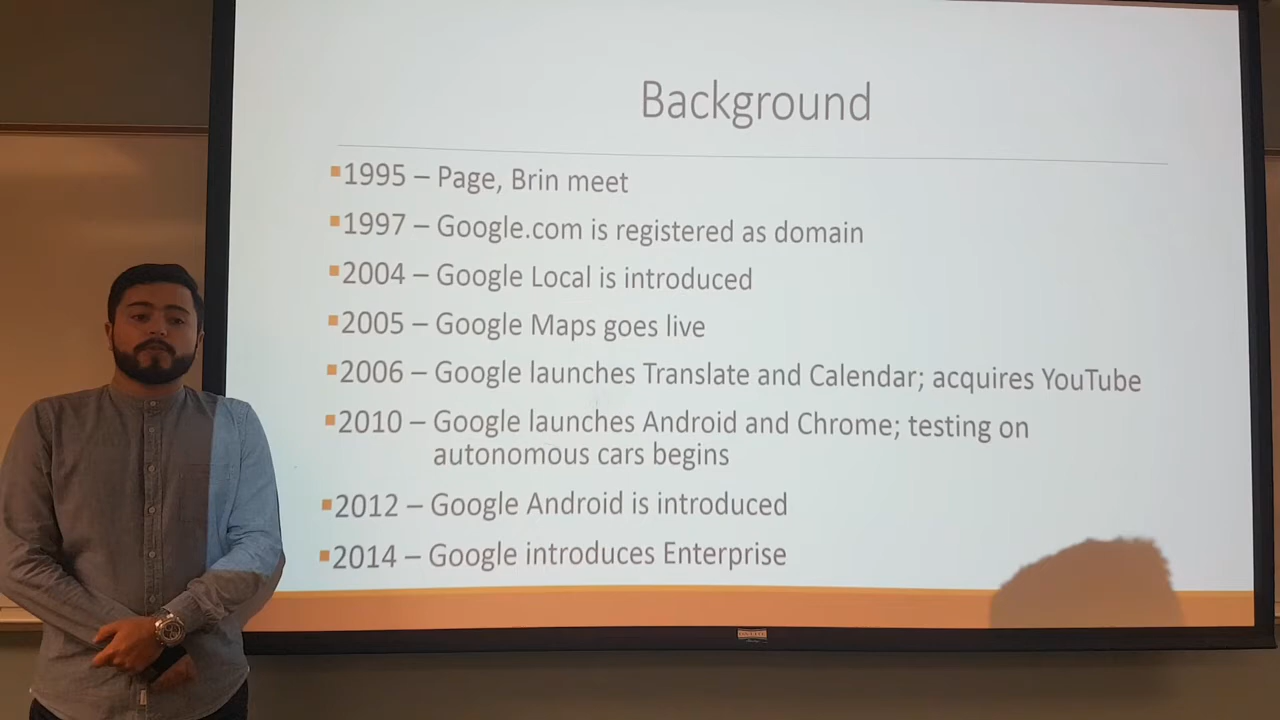 Background
▪1995 – Page, Brin meet
▪1997 – Google.com is registered as domain
▪2004 – Google Local is introduced
▪2005 – Google Maps goes live
▪2006 – Google launches Translate and Calendar; acquires YouTube
▪2010 – Google launches Android and Chrome; testing on
autonomous cars begins
▪2012 – Google Android is introduced
▪2014 – Google introduces Enterprise